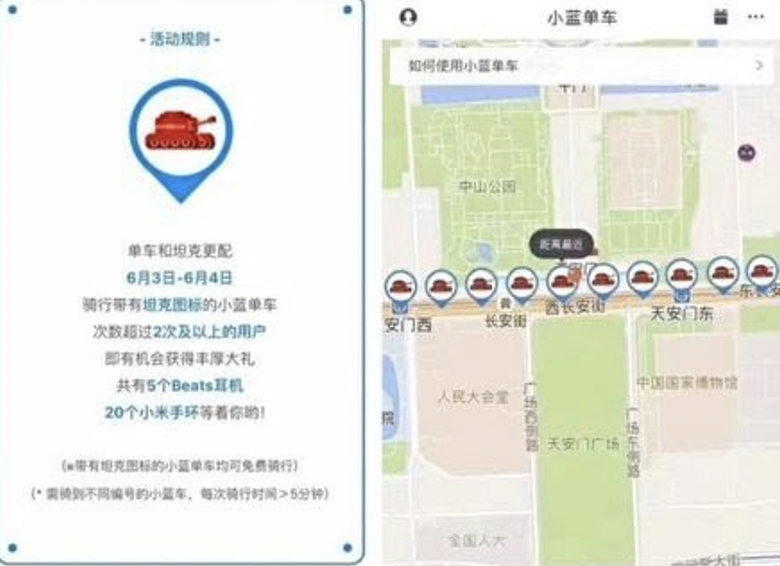 - 活动规则 -
单车和坦克更配
6月3日-6月4日
骑行带有坦克图标的小蓝单车
次数超过2次及以上的用户
即有机会获得丰厚大礼
共有5个Beats耳机
20个小米手环等着你哟!
(※带有坦克图标的小蓝单车均可免费骑行)
(* 需骑到不同编号的小蓝车, 每次骑行时间>5分钟)
小蓝单车
如何使用小蓝单车
午门
中山公园
距离最近
天安门
安门西
长安街
西长安街
天安门东
东长安
人民大会堂
广场西侧路
天安门广场
广场东侧路
中国国家博物馆
院
全国人大